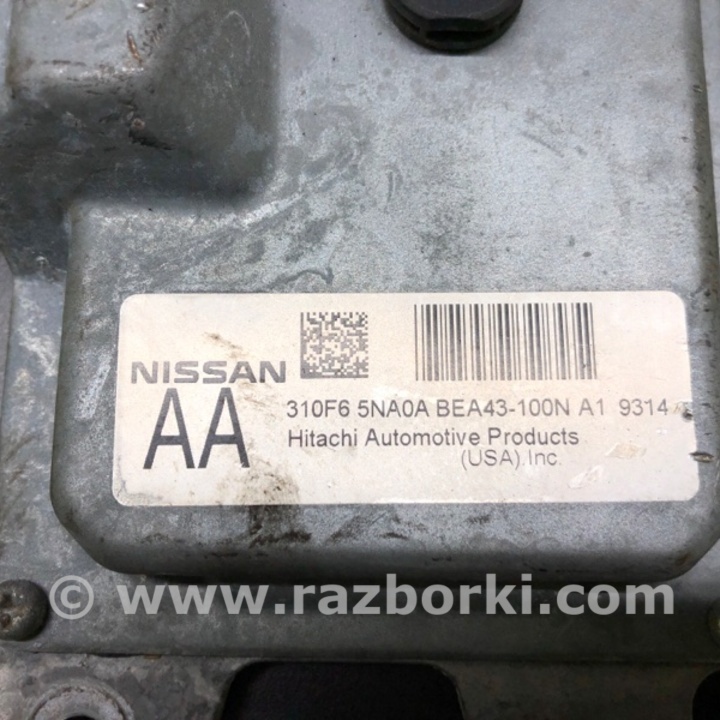 NISSAN
AA
310F6 5NA0A BEA43-100N A1 9314
Hitachi Automotive Products
(USA),Inc.
© www.razborki.com